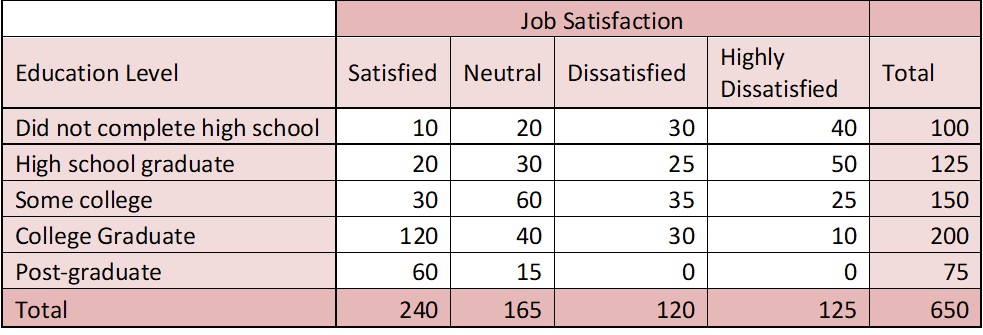 Job Satisfaction
Education Level Satisfied Neutral Dissatisfied Highly Dissatisfied Total
Did not complete high school 10 20 30 40 100
High school graduate 20 30 25 50 125
Some college 30 60 35 25 150
College Graduate 120 40 30 10 200
Post-graduate 60 15 0 0 75
Total 240 165 120 125 650